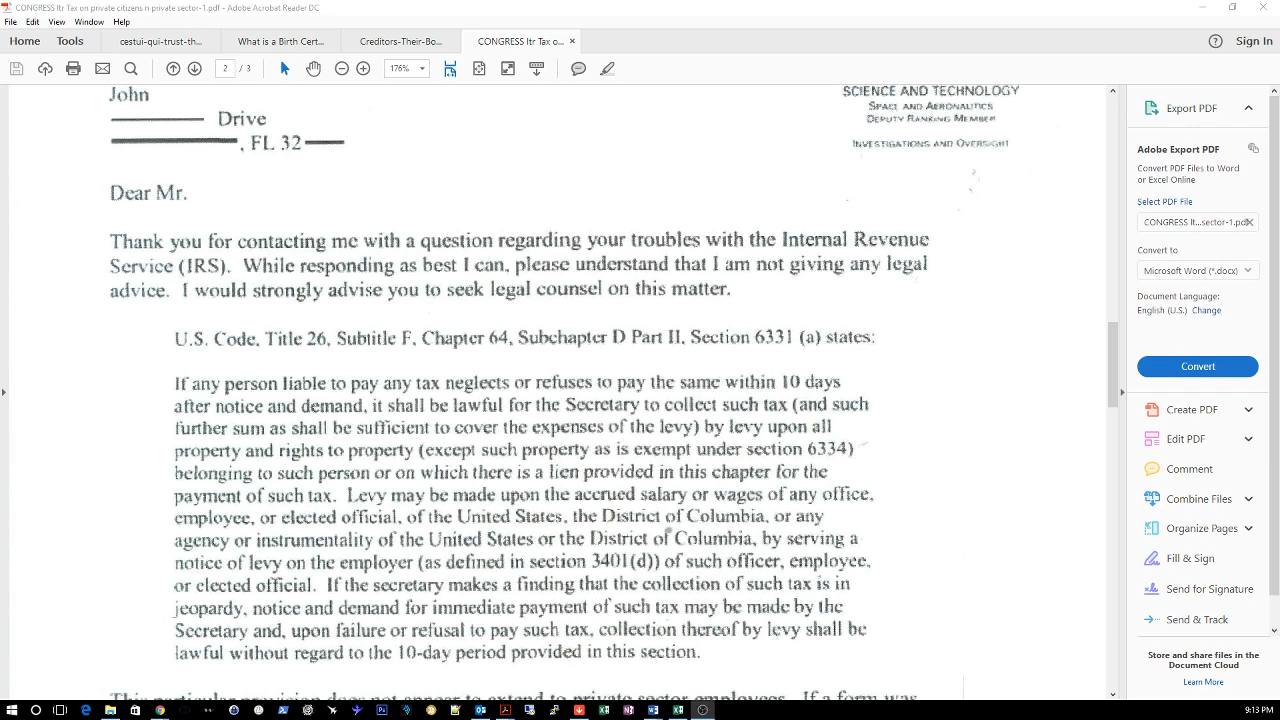 CONGRESS ltr Tax on private citizens n private sector-1.pdf - Adobe Acrobat Reader DC
File Edit View Window Help
Home Tools cestui-qui-trust-th... What is a Birth Cert... Creditors-Their-Bo... CONGRESS ltr Tax o... × Sign In
2 / 3 176%
John
Drive
, FL 32
SCIENCE AND TECHNOLOGY
SPACE AND AERONAUTICS
DEPUTY RANKING MEMBER
INVESTIGATIONS AND OVERSIGHT
Dear Mr.
Thank you for contacting me with a question regarding your troubles with the Internal Revenue
Service (IRS). While responding as best I can, please understand that I am not giving any legal
advice. I would strongly advise you to seek legal counsel on this matter.
U.S. Code, Title 26, Subtitle F, Chapter 64, Subchapter D Part II, Section 6331 (a) states:
If any person liable to pay any tax neglects or refuses to pay the same within 10 days
after notice and demand, it shall be lawful for the Secretary to collect such tax (and such
further sum as shall be sufficient to cover the expenses of the levy) by levy upon all
property and rights to property (except such property as is exempt under section 6334)
belonging to such person or on which there is a lien provided in this chapter for the
payment of such tax. Levy may be made upon the accrued salary or wages of any office,
employee, or elected official, of the United States, the District of Columbia, or any
agency or instrumentality of the United States or the District of Columbia, by serving a
notice of levy on the employer (as defined in section 3401(d)) of such officer, employee,
or elected official. If the secretary makes a finding that the collection of such tax is in
jeopardy, notice and demand for immediate payment of such tax may be made by the
Secretary and, upon failure or refusal to pay such tax, collection thereof by levy shall be
lawful without regard to the 10-day period provided in this section.
This particular provision does not appear to extend to private sector employees. If a form was
Export PDF
Adobe Export PDF
Convert PDF Files to Word
or Excel Online
Select PDF File
CONGRESS lt...sector-1.pdf
Convert to
Microsoft Word (*.docx)
Document Language:
English (U.S.) Change
Convert
Create PDF
Edit PDF
Comment
Combine Files
Organize Pages
Fill & Sign
Send for Signature
Send & Track
Store and share files in the
Document Cloud
Learn More
9:13 PM